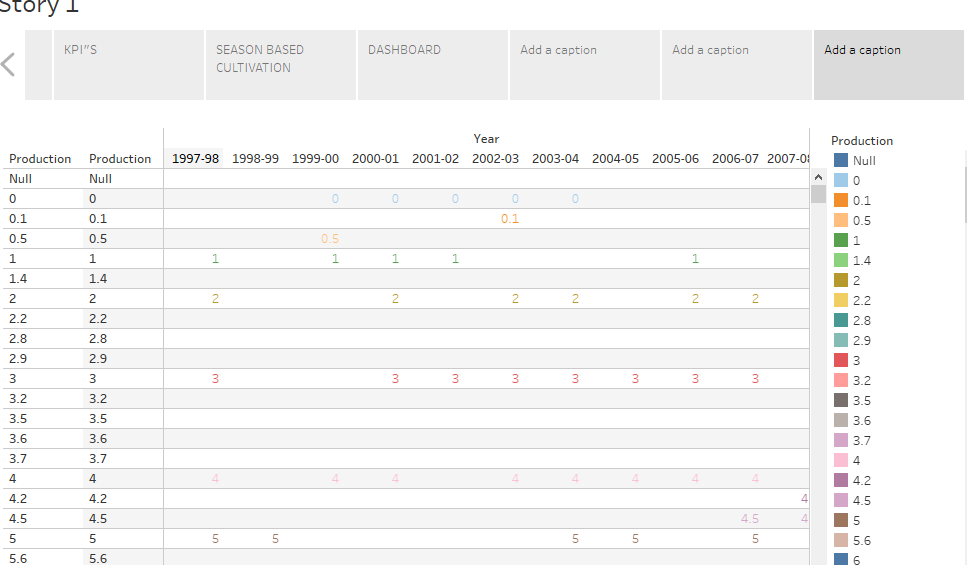 Story 1
KPI"S
SEASON BASED
CULTIVATION
DASHBOARD
Add a caption
Add a caption
Add a caption
Year
Production Production 1997-98 1998-99 1999-00 2000-01 2001-02 2002-03 2003-04 2004-05 2005-06 2006-07 2007-08
Null Null
0 0 0 0 0 0 0
0.1 0.1 0.1
0.5 0.5 0.5
1 1 1 1 1 1 1
1.4 1.4
2 2 2 2 2 2 2 2
2.2 2.2
2.8 2.8
2.9 2.9
3 3 3 3 3 3 3 3 3 3
3.2 3.2
3.5 3.5
3.6 3.6
3.7 3.7
4 4 4 4 4 4 4 4 4 4
4.2 4.2 4
4.5 4.5 4.5 4
5 5 5 5 5 5 5
5.6 5.6
Production
Null
0
0.1
0.5
1
1.4
2
2.2
2.8
2.9
3
3.2
3.5
3.6
3.7
4
4.2
4.5
5
5.6
6